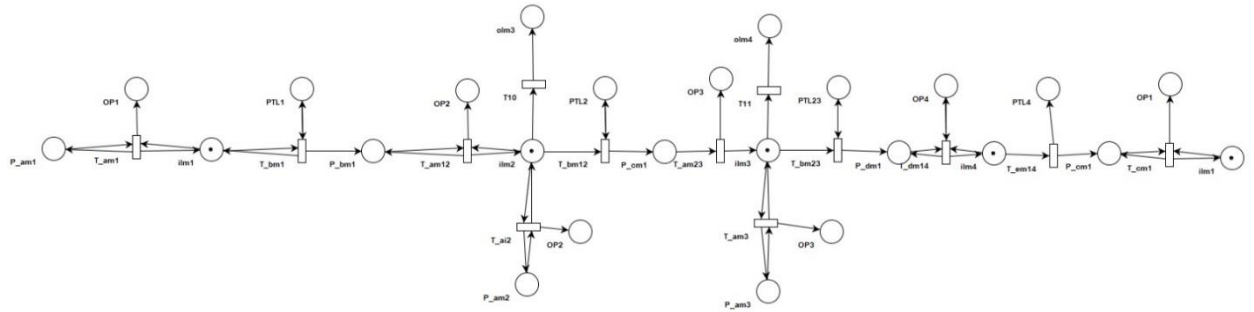 olm3
olm4
OP1
PTL1
OP2
T10
PTL2
OP3
T11
PTL23
OP4
PTL4
OP1
P_am1
T_am1
ilm1
T_bm1
P_bm1
T_am12
ilm2
T_bm12
P_cm1
T_am23
ilm3
T_bm23
P_dm1
T_dm14
ilm4
T_em14
P_cm1
T_cm1
ilm1
T_ai2
OP2
T_am3
OP3
P_am2
P_am3